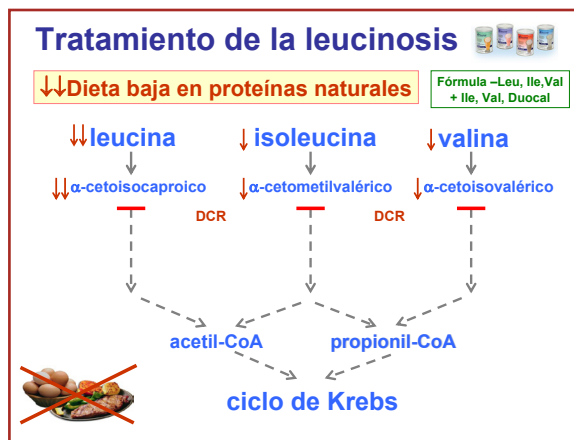 Tratamiento de la leucinosis
↓↓Dieta baja en proteínas naturales
Fórmula –Leu, Ile,Val
+ Ile, Val, Duocal
↓↓leucina ↓ isoleucina ↓valina
↓↓ α-cetoisocaproico ↓ α-cetometilvalérico ↓ α-cetoisovalérico
DCR DCR
acetil-CoA propionil-CoA
ciclo de Krebs